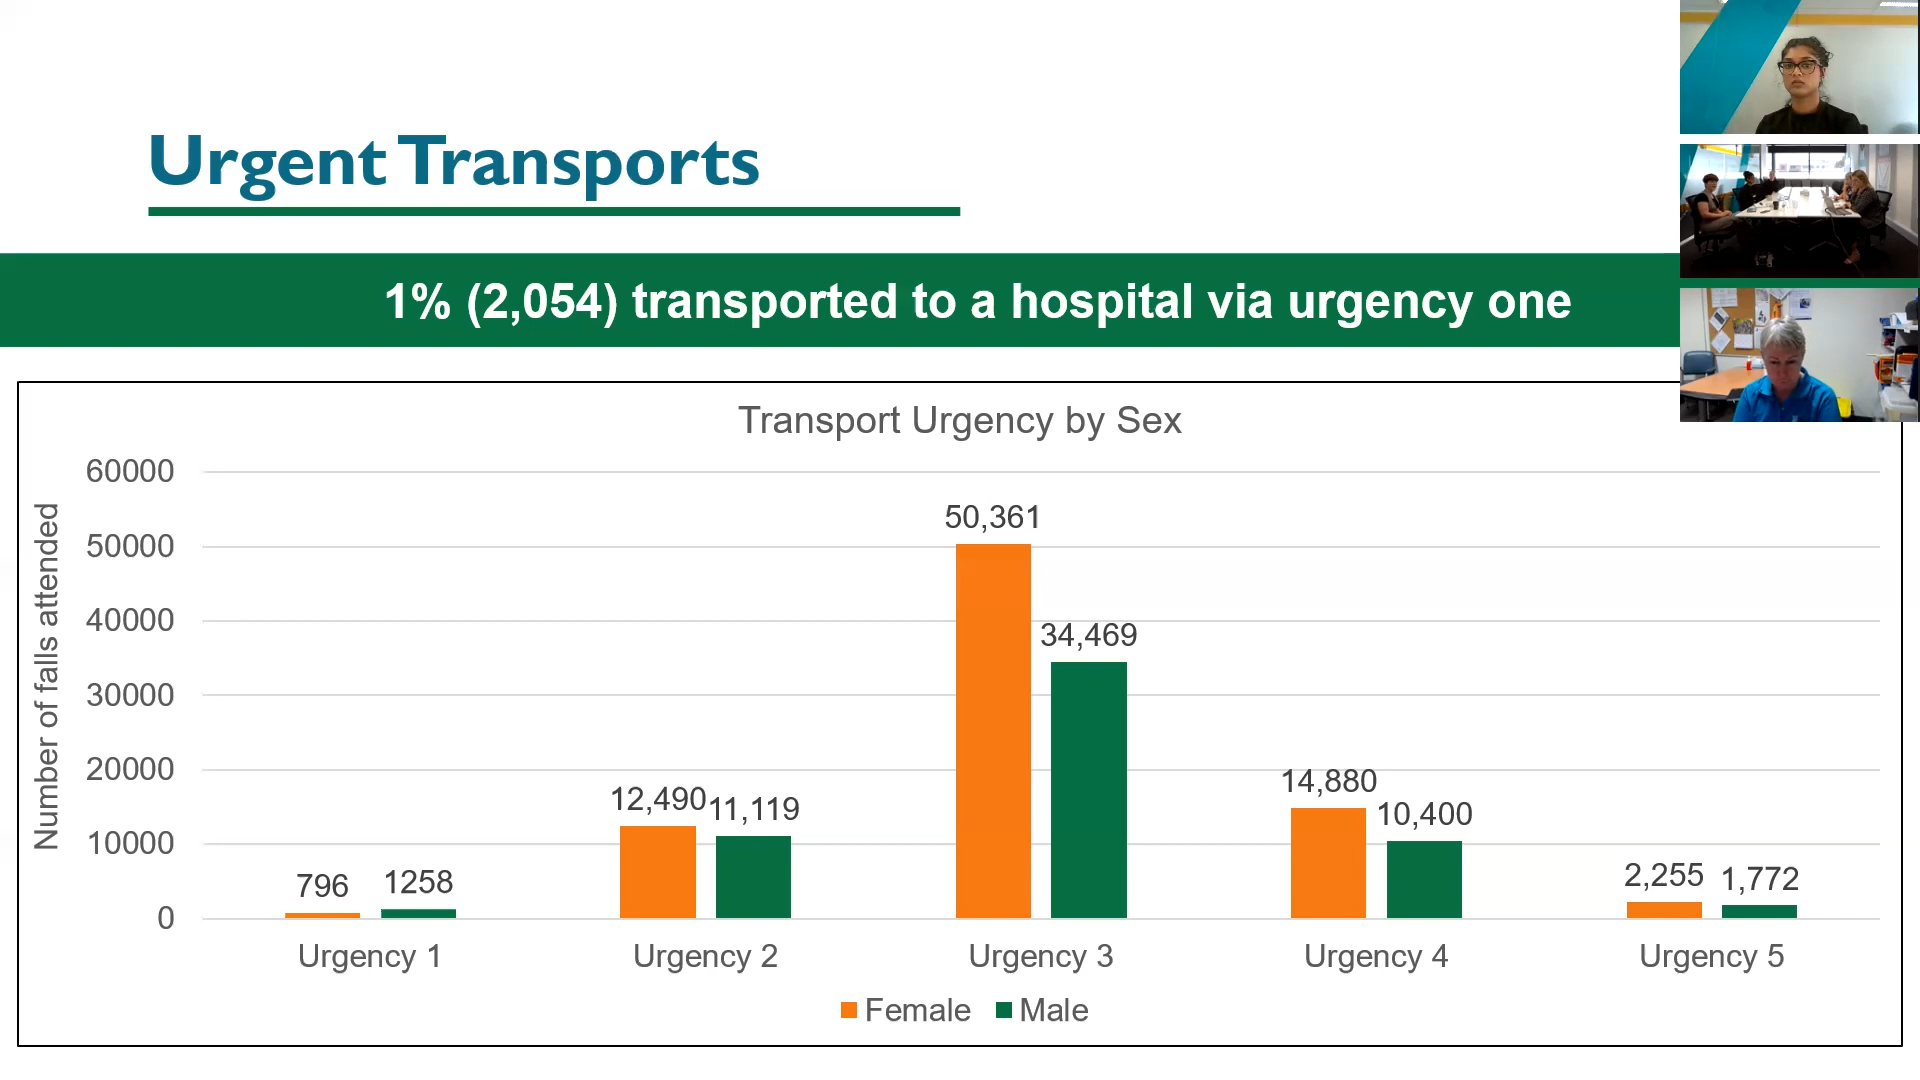 Urgent Transports
1% (2,054) transported to a hospital via urgency one
Transport Urgency by Sex
Number of falls attended
60000
50000
40000
30000
20000
10000
0
796
1258
12,490
11,119
50,361
34,469
14,880
10,400
2,255
1,772
Urgency 1
Urgency 2
Urgency 3
Urgency 4
Urgency 5
Female
Male